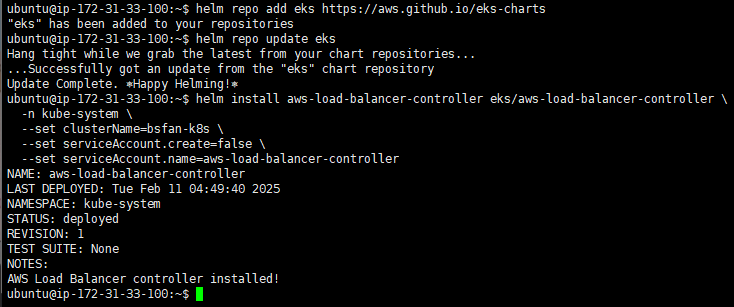 ubuntu@ip-172-31-33-100:~$ helm repo add eks https://aws.github.io/eks-charts
"eks" has been added to your repositories
ubuntu@ip-172-31-33-100:~$ helm repo update eks
Hang tight while we grab the latest from your chart repositories...
...Successfully got an update from the "eks" chart repository
Update Complete. ⎈Happy Helming!⎈
ubuntu@ip-172-31-33-100:~$ helm install aws-load-balancer-controller eks/aws-load-balancer-controller \
  -n kube-system \
  --set clusterName=bsfan-k8s \
  --set serviceAccount.create=false \
  --set serviceAccount.name=aws-load-balancer-controller
NAME: aws-load-balancer-controller
LAST DEPLOYED: Tue Feb 11 04:49:40 2025
NAMESPACE: kube-system
STATUS: deployed
REVISION: 1
TEST SUITE: None
NOTES:
AWS Load Balancer controller installed!
ubuntu@ip-172-31-33-100:~$